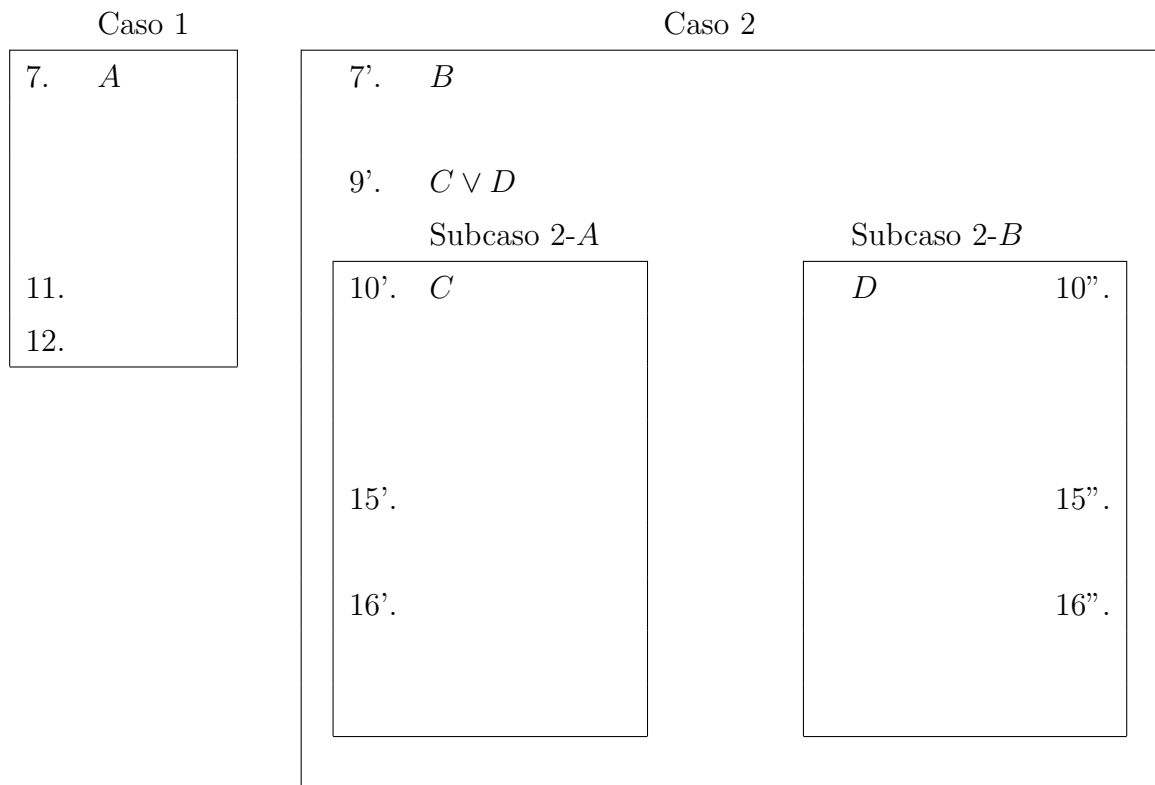 Caso 1 Caso 2
7. A 7'. B
9'. C ∨ D
Subcaso 2-A Subcaso 2-B
11. 10'. C D 10”.
12.
15'. 15”.
16'. 16”.